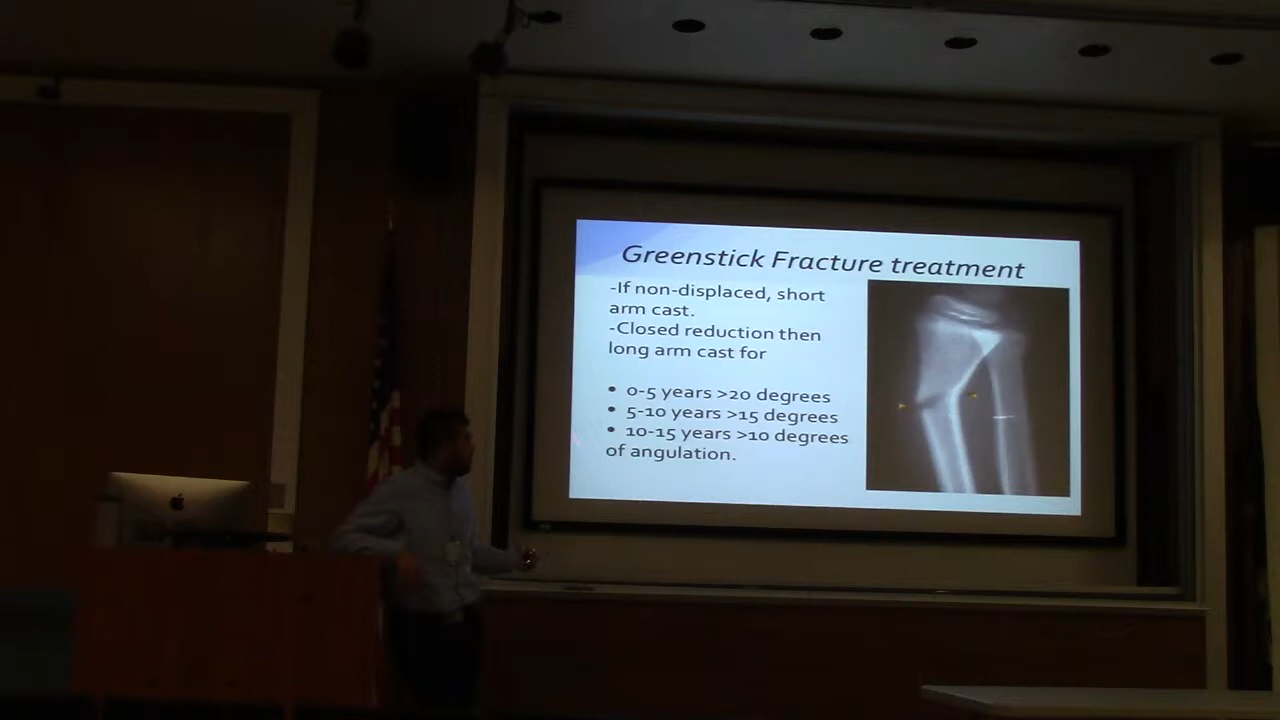 Greenstick Fracture treatment
-If non-displaced, short
arm cast.
-Closed reduction then
long arm cast for
• 0-5 years >20 degrees
• 5-10 years >15 degrees
• 10-15 years >10 degrees
of angulation.